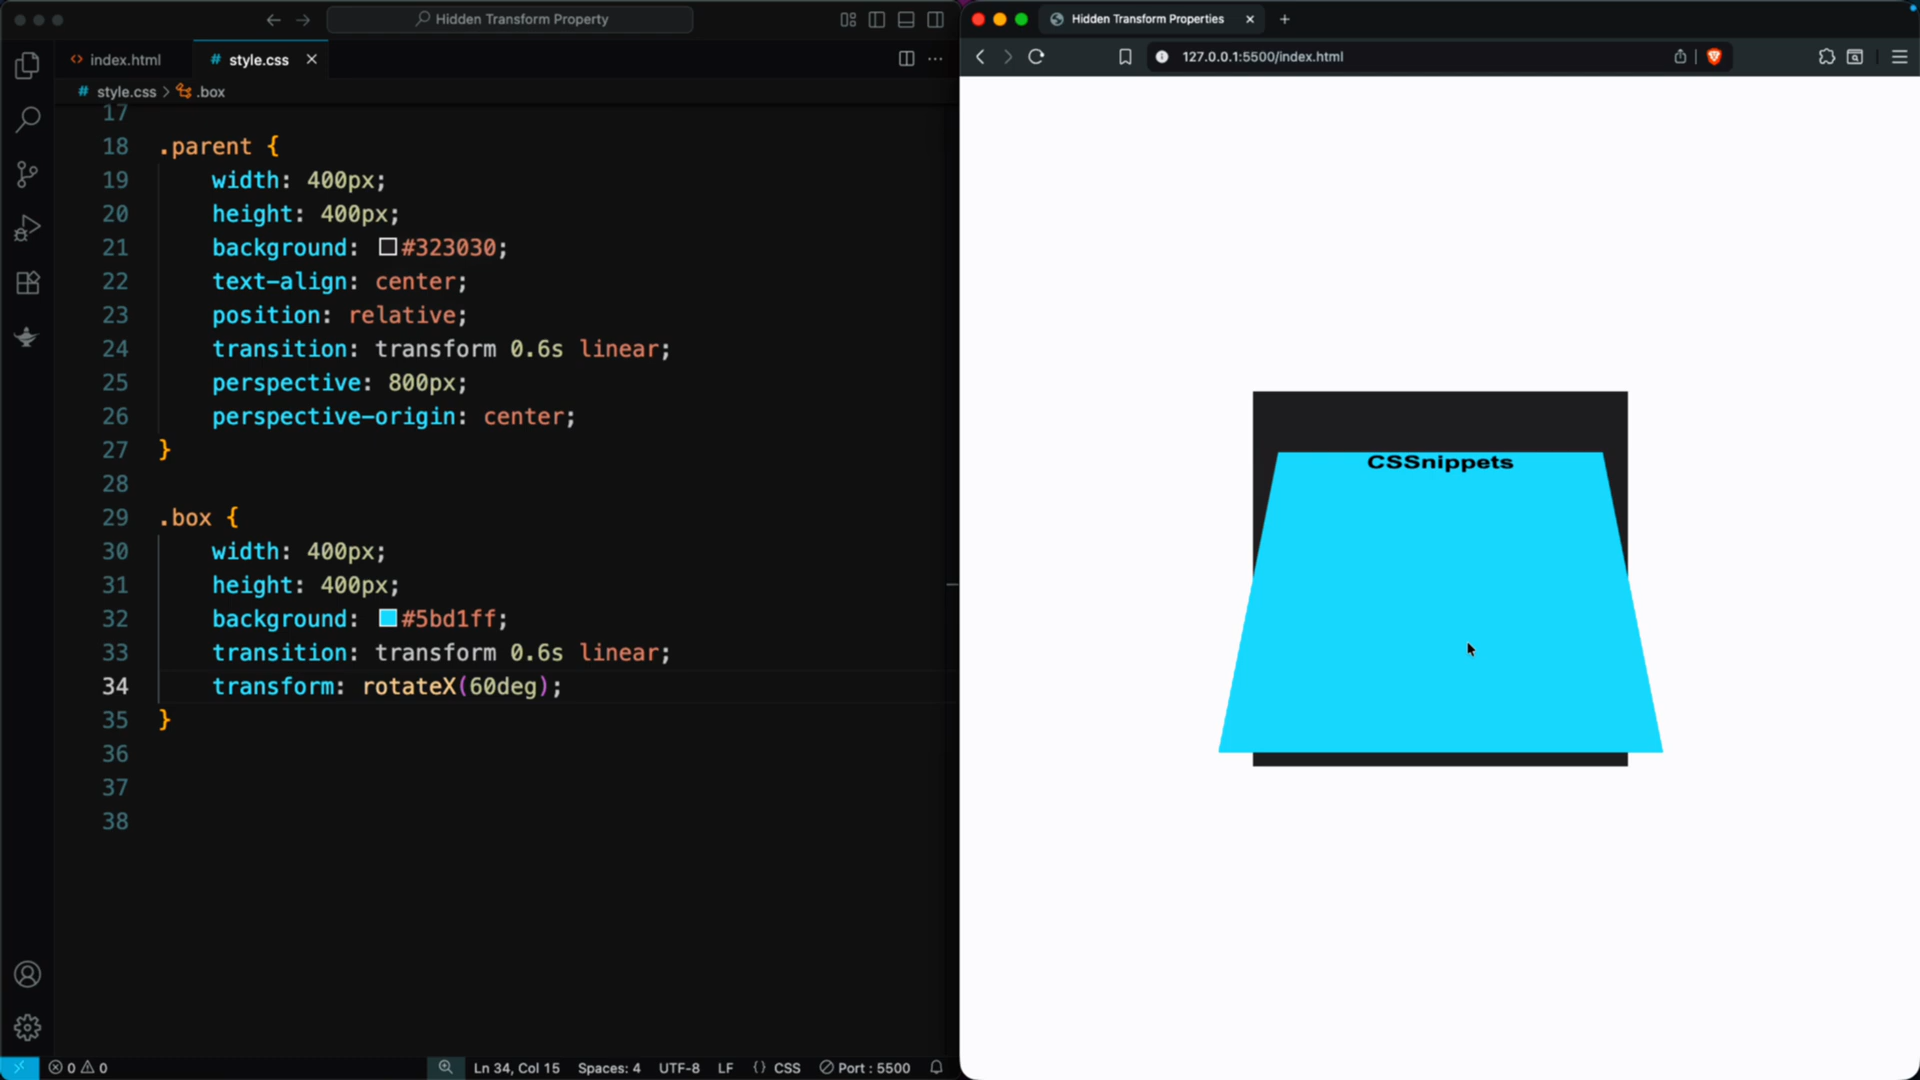 Hidden Transform Property
index.html
style.css
style.css > .box
17
18 .parent {
19 width: 400px;
20 height: 400px;
21 background: #323030;
22 text-align: center;
23 position: relative;
24 transition: transform 0.6s linear;
25 perspective: 800px;
26 perspective-origin: center;
27 }
28
29 .box {
30 width: 400px;
31 height: 400px;
32 background: #5bd1ff;
33 transition: transform 0.6s linear;
34 transform: rotateX(60deg);
35 }
36
37
38
0 0
Ln 34, Col 15 Spaces: 4 UTF-8 LF {} CSS Port : 5500
Hidden Transform Properties
127.0.0.1:5500/index.html
CSSnippets